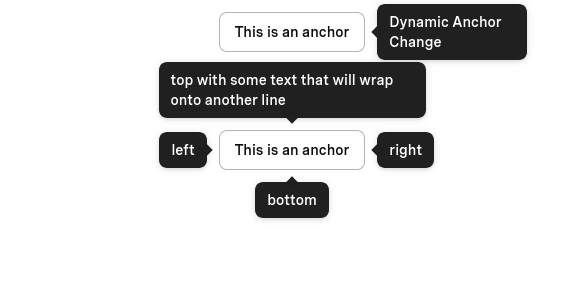 This is an anchor
Dynamic Anchor
Change
top with some text that will wrap
onto another line
left
This is an anchor
right
bottom